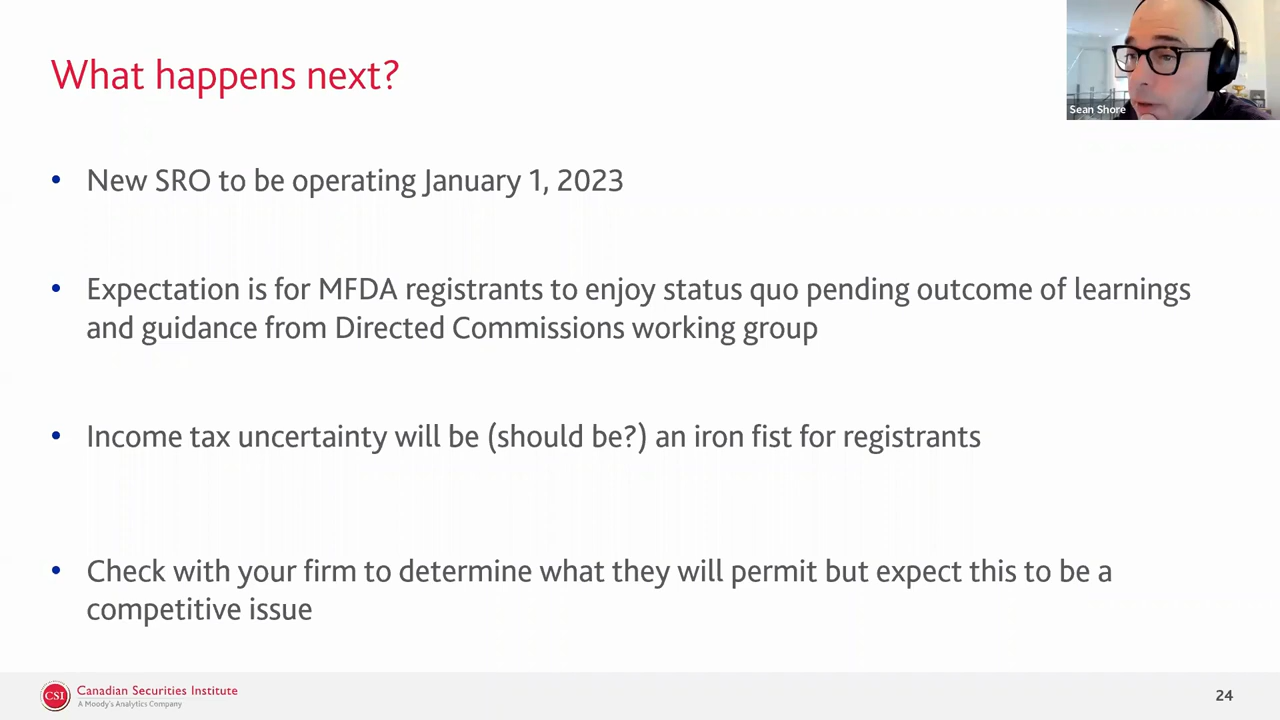 What happens next?
Sean Shore
• New SRO to be operating January 1, 2023
• Expectation is for MFDA registrants to enjoy status quo pending outcome of learnings
and guidance from Directed Commissions working group
• Income tax uncertainty will be (should be?) an iron fist for registrants
• Check with your firm to determine what they will permit but expect this to be a
competitive issue
CSI
Canadian Securities Institute
A Moody's Analytics Company
24